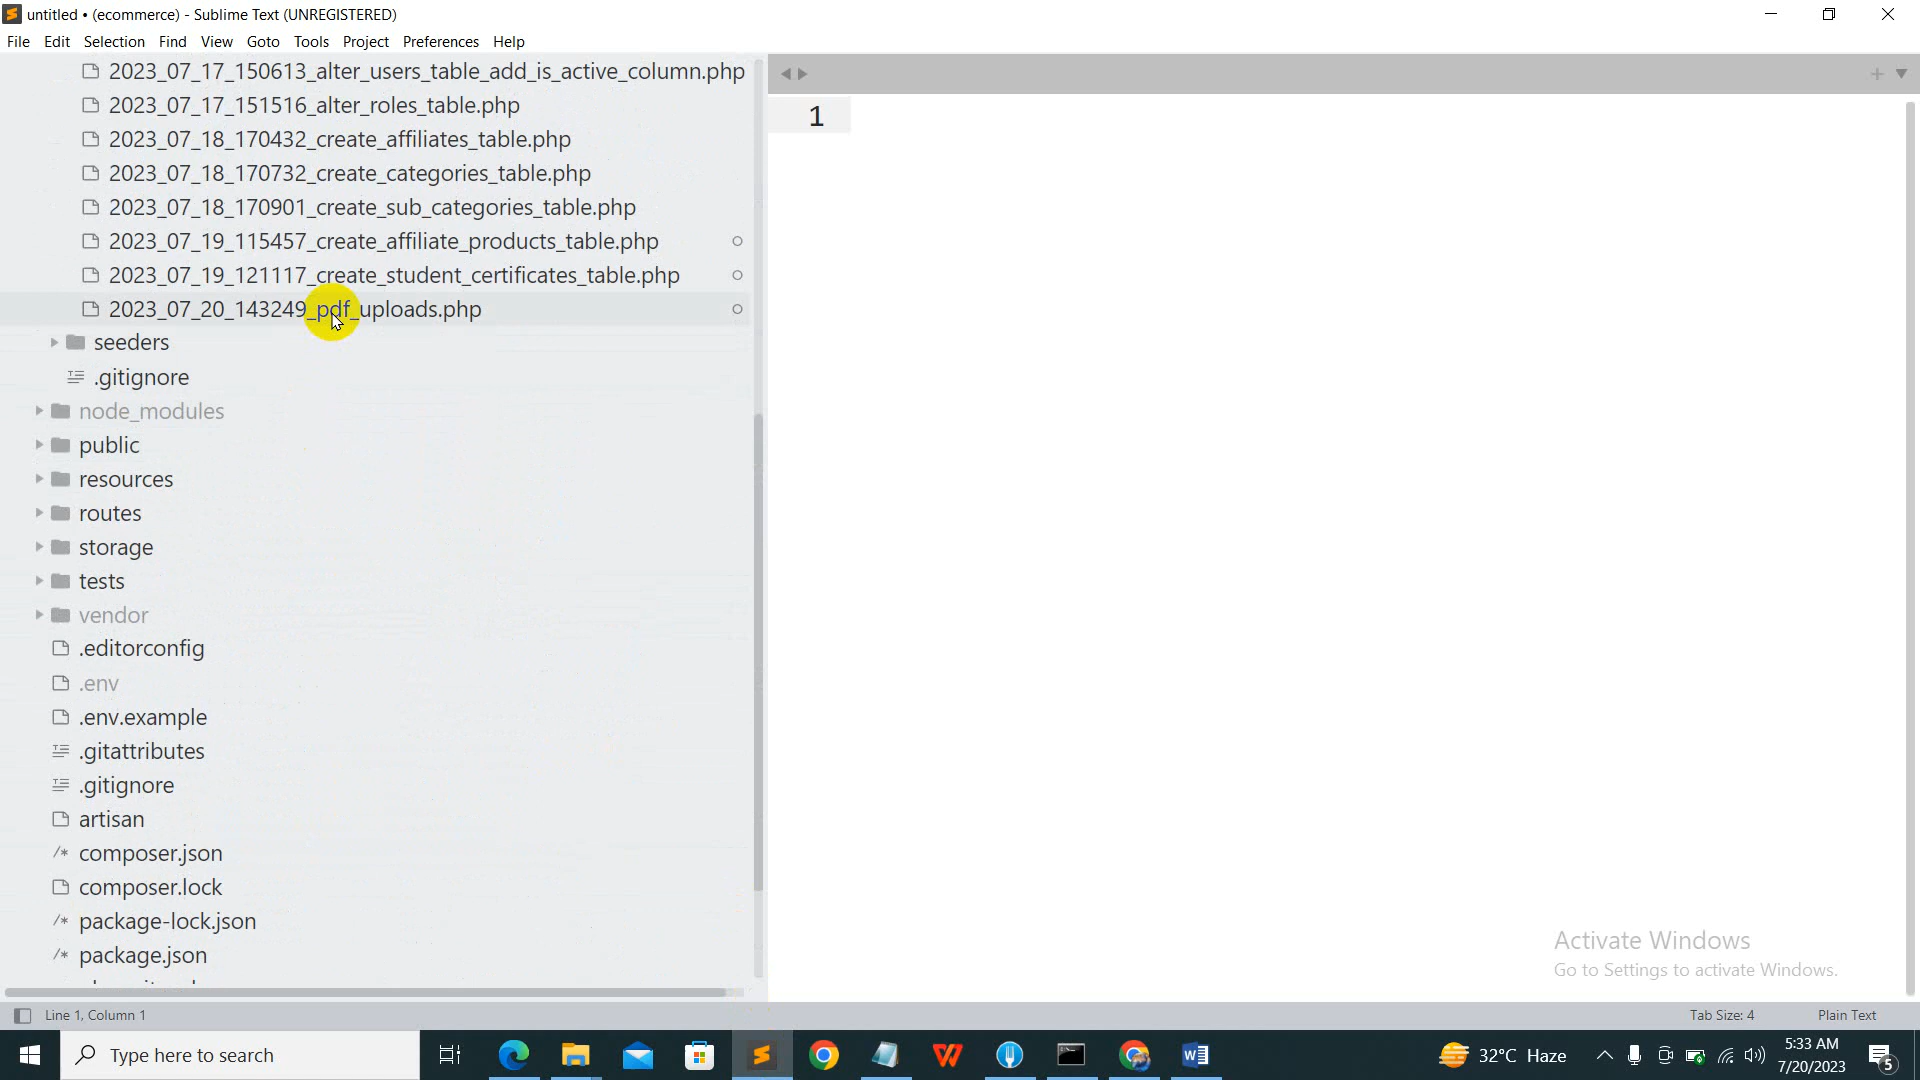 untitled • (ecommerce) - Sublime Text (UNREGISTERED)
File Edit Selection Find View Goto Tools Project Preferences Help
2023_07_17_150613_alter_users_table_add_is_active_column.php
2023_07_17_151516_alter_roles_table.php
2023_07_18_170432_create_affiliates_table.php
2023_07_18_170732_create_categories_table.php
2023_07_18_170901_create_sub_categories_table.php
2023_07_19_115457_create_affiliate_products_table.php
2023_07_19_121117_create_student_certificates_table.php
2023_07_20_143249_pdf_uploads.php
seeders
.gitignore
node_modules
public
resources
routes
storage
tests
vendor
.editorconfig
.env
.env.example
.gitattributes
.gitignore
artisan
composer.json
composer.lock
package-lock.json
package.json
1
Activate Windows
Go to Settings to activate Windows.
Line 1, Column 1
Tab Size: 4
Plain Text
Type here to search
32°C Haze
5:33 AM
7/20/2023
5